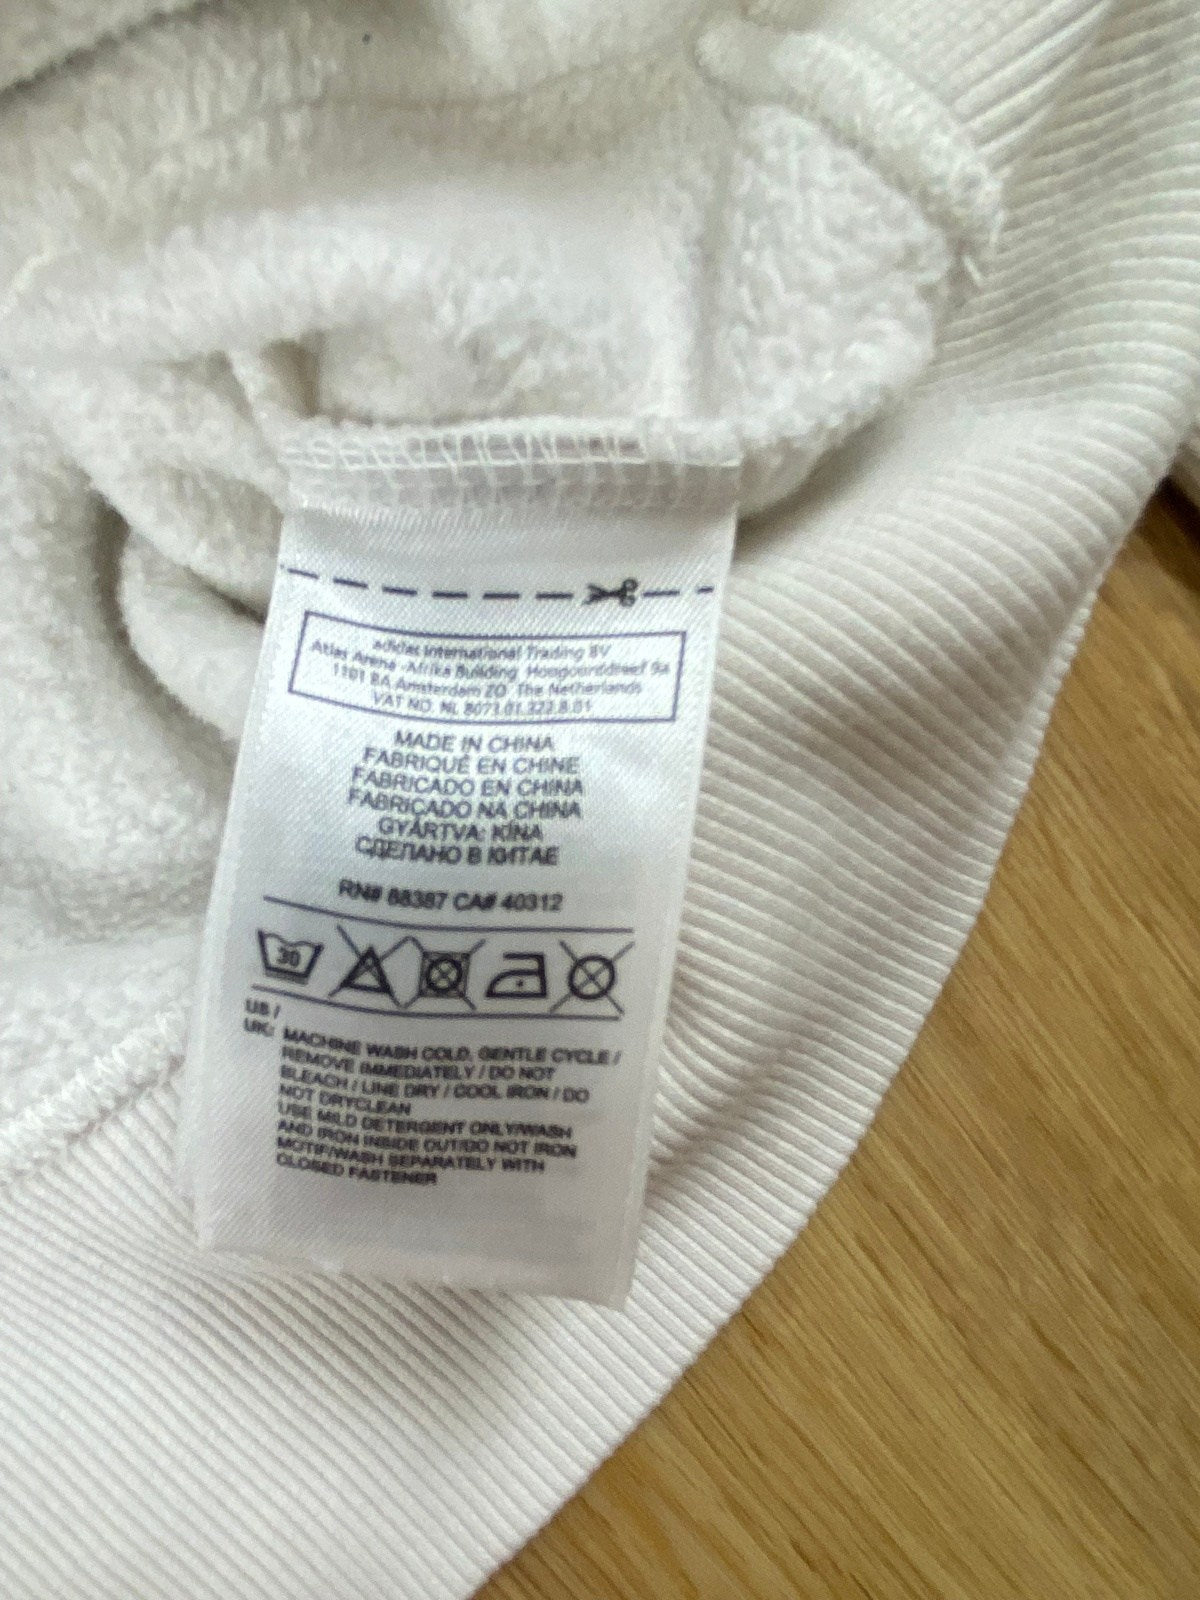 adidas International Trading BV
Atlas Arena -Afrika Building Hoogoorddreef 9a
1101 BA Amsterdam ZO The Netherlands
VAT NO. NL 8073.01.322.B.01
MADE IN CHINA
FABRIQUÉ EN CHINE
FABRICADO EN CHINA
FABRICADO NA CHINA
GYÁRTVA: KÍNA
СДЕЛАНО В КИТАЕ
RN# 88387 CA# 40312
30
US /
UK: MACHINE WASH COLD, GENTLE CYCLE /
REMOVE IMMEDIATELY / DO NOT
BLEACH / LINE DRY / COOL IRON / DO
NOT DRYCLEAN
USE MILD DETERGENT ONLY/WASH
AND IRON INSIDE OUT/DO NOT IRON
MOTIF/WASH SEPARATELY WITH
CLOSED FASTENER